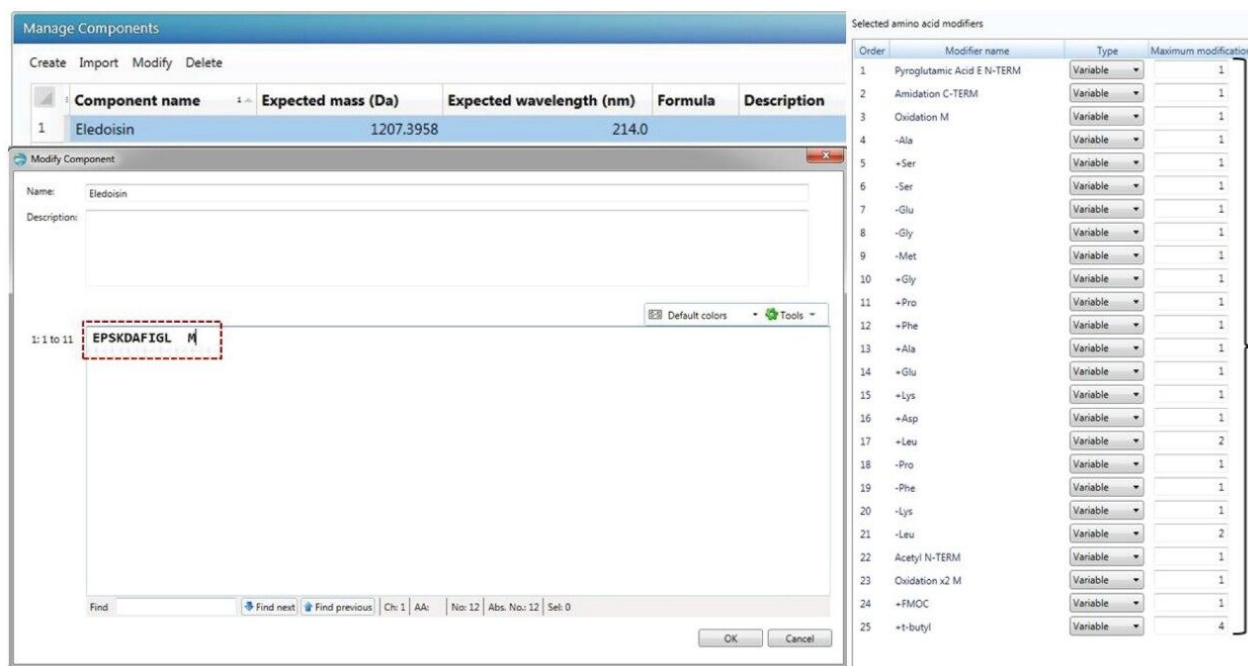 Manage Components
Create Import Modify Delete
Component name 1 Expected mass (Da) Expected wavelength (nm) Formula Description
1 Eledoisin 1207.3958 214.0
Modify Component
Name: Eledoisin
Description:
Default colors Tools
1: 1 to 11 EPSKDAFIGL M
Find Find next Find previous Ch: 1 AA: No: 12 Abs. No.: 12 Sel: 0
OK Cancel
Selected amino acid modifiers
Order Modifier name Type Maximum modification
1 Pyroglutamic Acid E N-TERM Variable 1
2 Amidation C-TERM Variable 1
3 Oxidation M Variable 1
4 -Ala Variable 1
5 +Ser Variable 1
6 -Ser Variable 1
7 -Glu Variable 1
8 -Gly Variable 1
9 -Met Variable 1
10 +Gly Variable 1
11 +Pro Variable 1
12 +Phe Variable 1
13 +Ala Variable 1
14 +Glu Variable 1
15 +Lys Variable 1
16 +Asp Variable 1
17 +Leu Variable 2
18 -Pro Variable 1
19 -Phe Variable 1
20 -Lys Variable 1
21 -Leu Variable 2
22 Acetyl N-TERM Variable 1
23 Oxidation x2 M Variable 1
24 +FMOC Variable 1
25 +t-butyl Variable 4